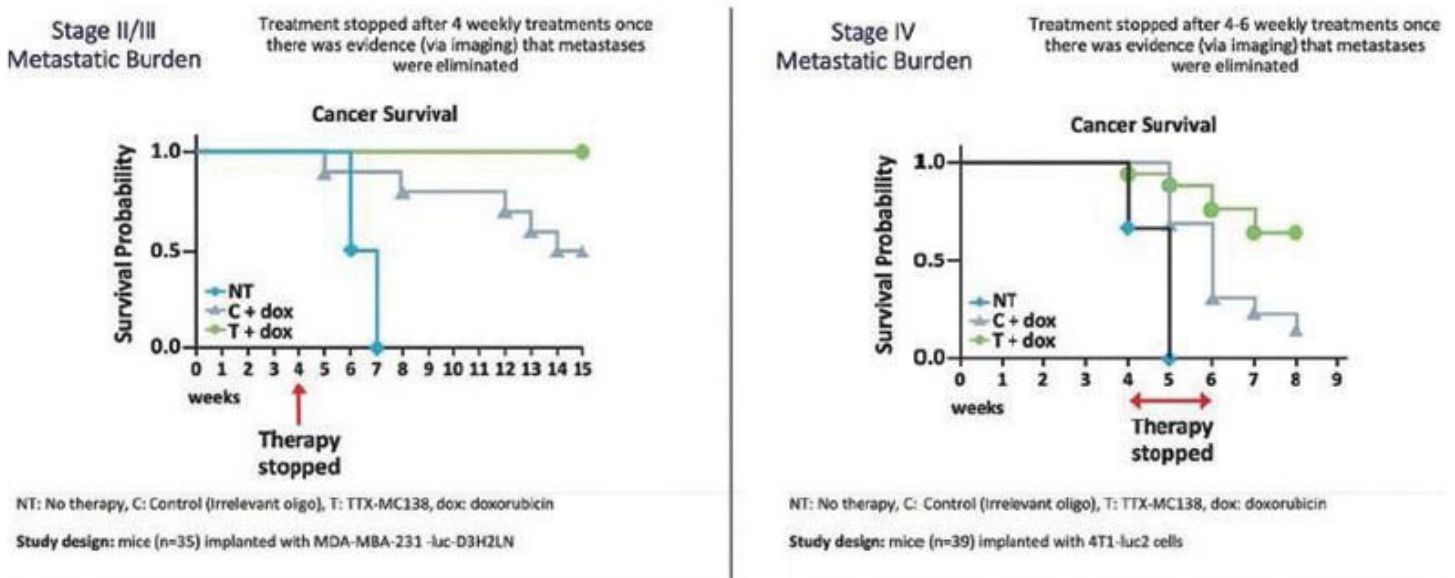 Stage II/III
Metastatic Burden
Treatment stopped after 4 weekly treatments once
there was evidence (via imaging) that metastases
were eliminated
Cancer Survival
Survival Probability
1.0
0.5
0.0
NT
C + dox
T + dox
0 1 2 3 4 5 6 7 8 9 10 11 12 13 14 15
weeks
Therapy
stopped
NT: No therapy, C: Control (Irrelevant oligo), T: TTX-MC138, dox: doxorubicin
Study design: mice (n=35) implanted with MDA-MBA-231 -luc-D3H2LN
Stage IV
Metastatic Burden
Treatment stopped after 4-6 weekly treatments once
there was evidence (via imaging) that metastases
were eliminated
Cancer Survival
Survival Probability
1.0
0.5
0.0
NT
C + dox
T + dox
0 1 2 3 4 5 6 7 8 9
weeks
Therapy
stopped
NT: No therapy, C: Control (Irrelevant oligo), T: TTX-MC138, dox: doxorubicin
Study design: mice (n=39) implanted with 4T1-luc2 cells